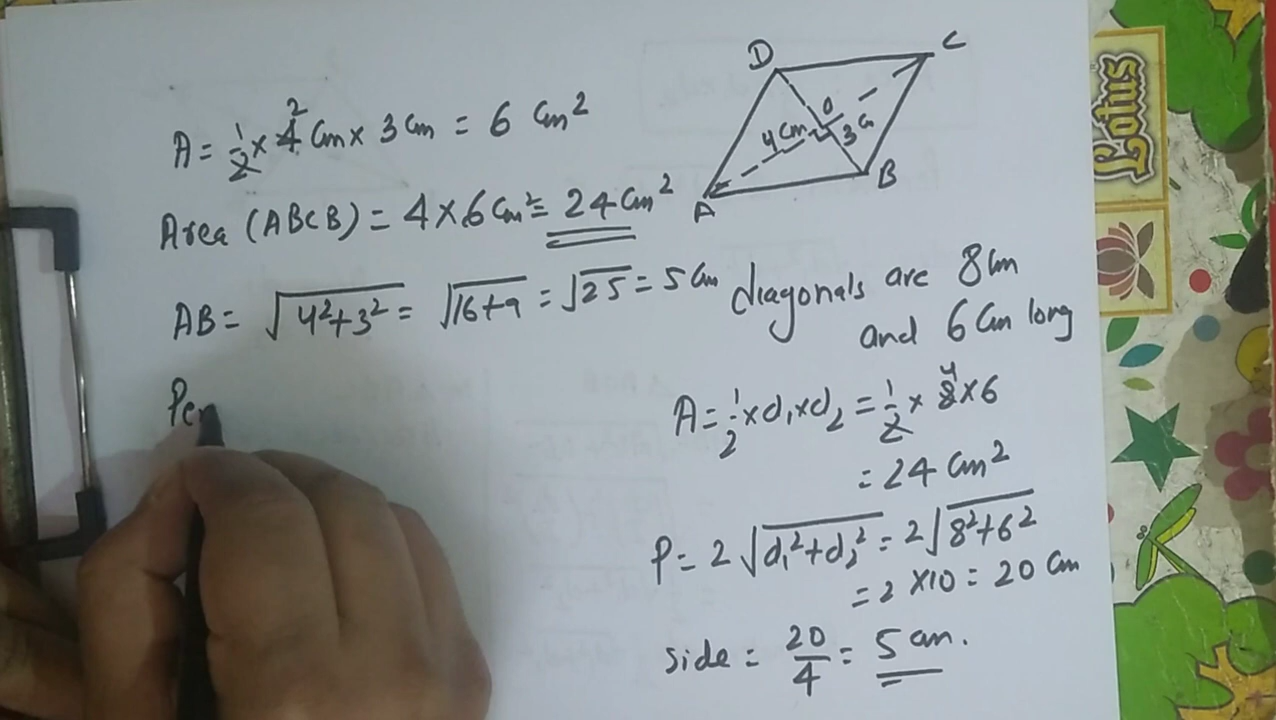 A = 1/2 × 4 2 Cm × 3 Cm = 6 Cm²
Area (ABCB) = 4 × 6 Cm² = 24 Cm²
AB = √4²+3² = √16+9 = √25 = 5 Cm
Per
D
C
O
4 Cm
3 C
A
B
diagonals are 8 Cm
and 6 Cm long
A = 1/2 × d₁ × d₂ = 1/2 × 8 4 × 6
= 24 Cm²
P = 2 √d₁²+d₂² = 2√8²+6²
= 2 × 10 = 20 Cm
side = 20/4 = 5 cm.
Lotus